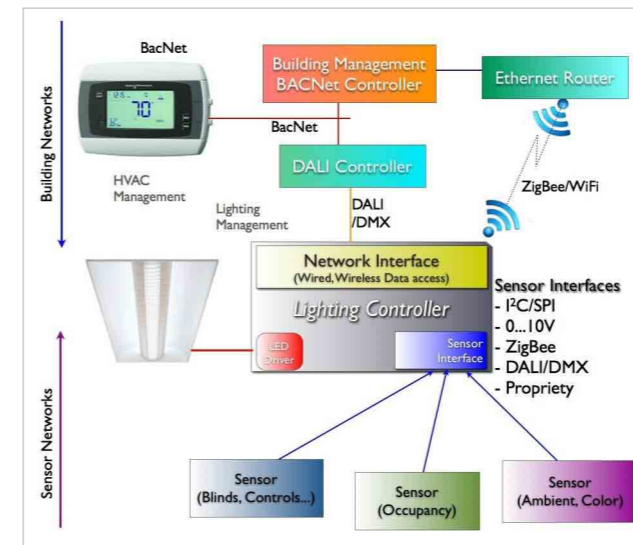 BacNet
Building Management
BACNet Controller
Ethernet Router
70
BacNet
DALI Controller
HVAC
Management
ZigBee/WiFi
Building Networks
Lighting
Management
DALI
/DMX
Network Interface
(Wired, Wireless Data access)
Lighting Controller
Sensor Interfaces
- I²C/SPI
- 0...10V
- ZigBee
- DALI/DMX
- Propriety
LED
Driver
Sensor
Interface
Sensor Networks
Sensor
(Blinds, Controls...)
Sensor
(Occupancy)
Sensor
(Ambient, Color)